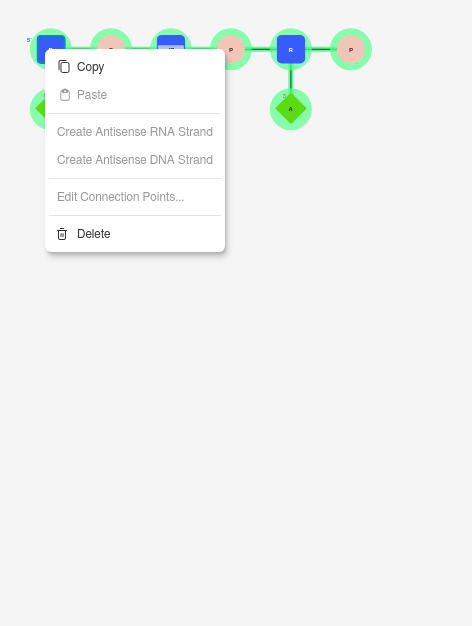 5'
P
R
P
A
Copy
Paste
Create Antisense RNA Strand
Create Antisense DNA Strand
Edit Connection Points...
Delete